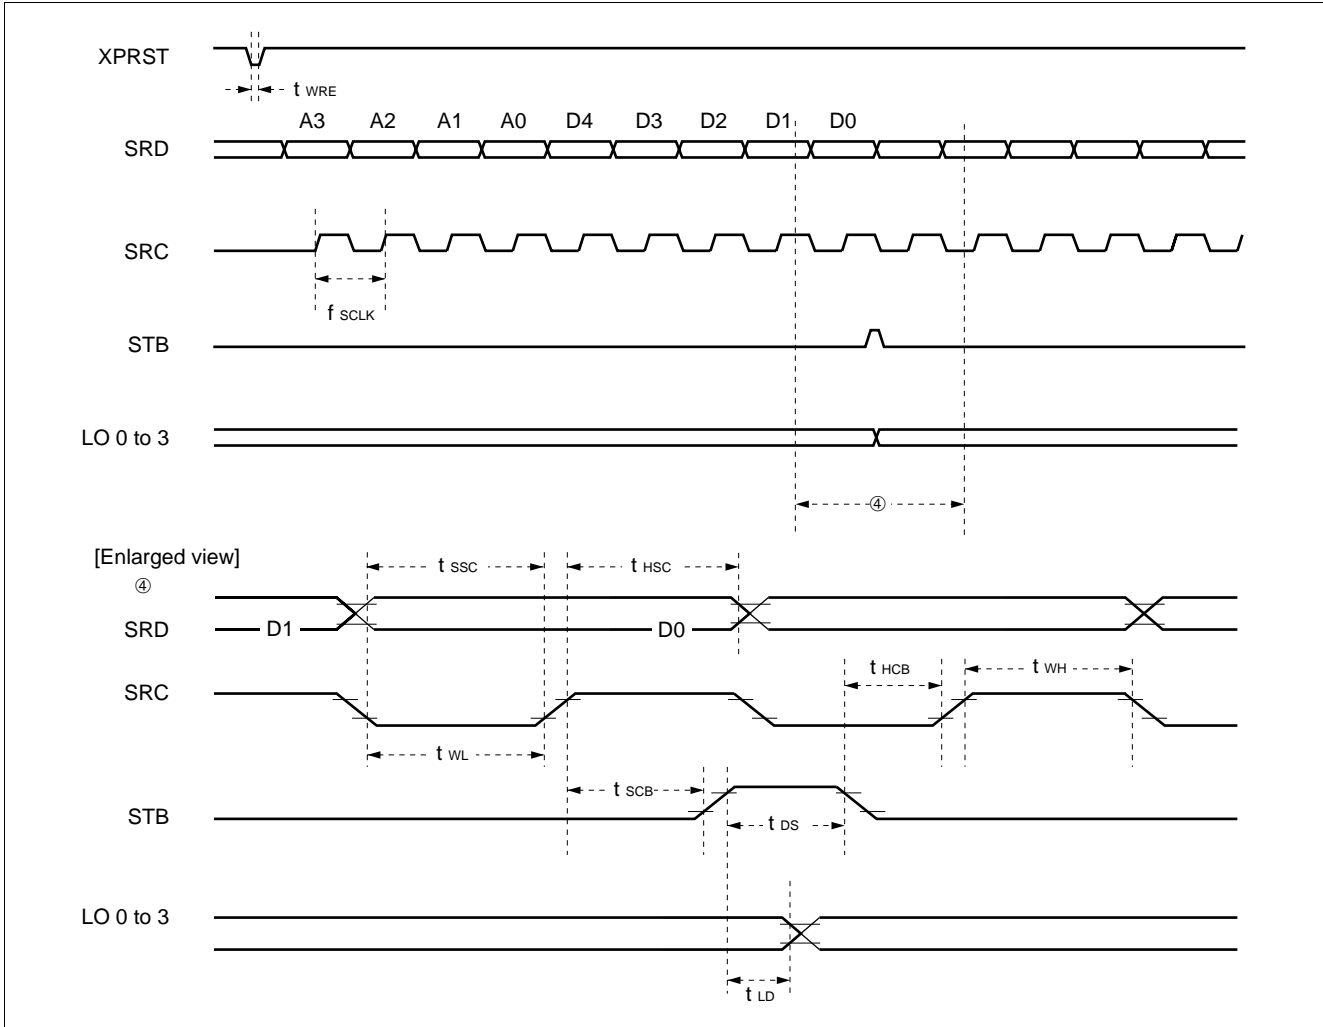 XPRST
t WRE
A3 A2 A1 A0 D4 D3 D2 D1 D0
SRD
SRC
f SCLK
STB
LO 0 to 3
④
[Enlarged view]
④
t SSC t HSC
SRD D1 D0
t HCB t WH
SRC
t WL
t SCB
STB
t DS
LO 0 to 3
t LD